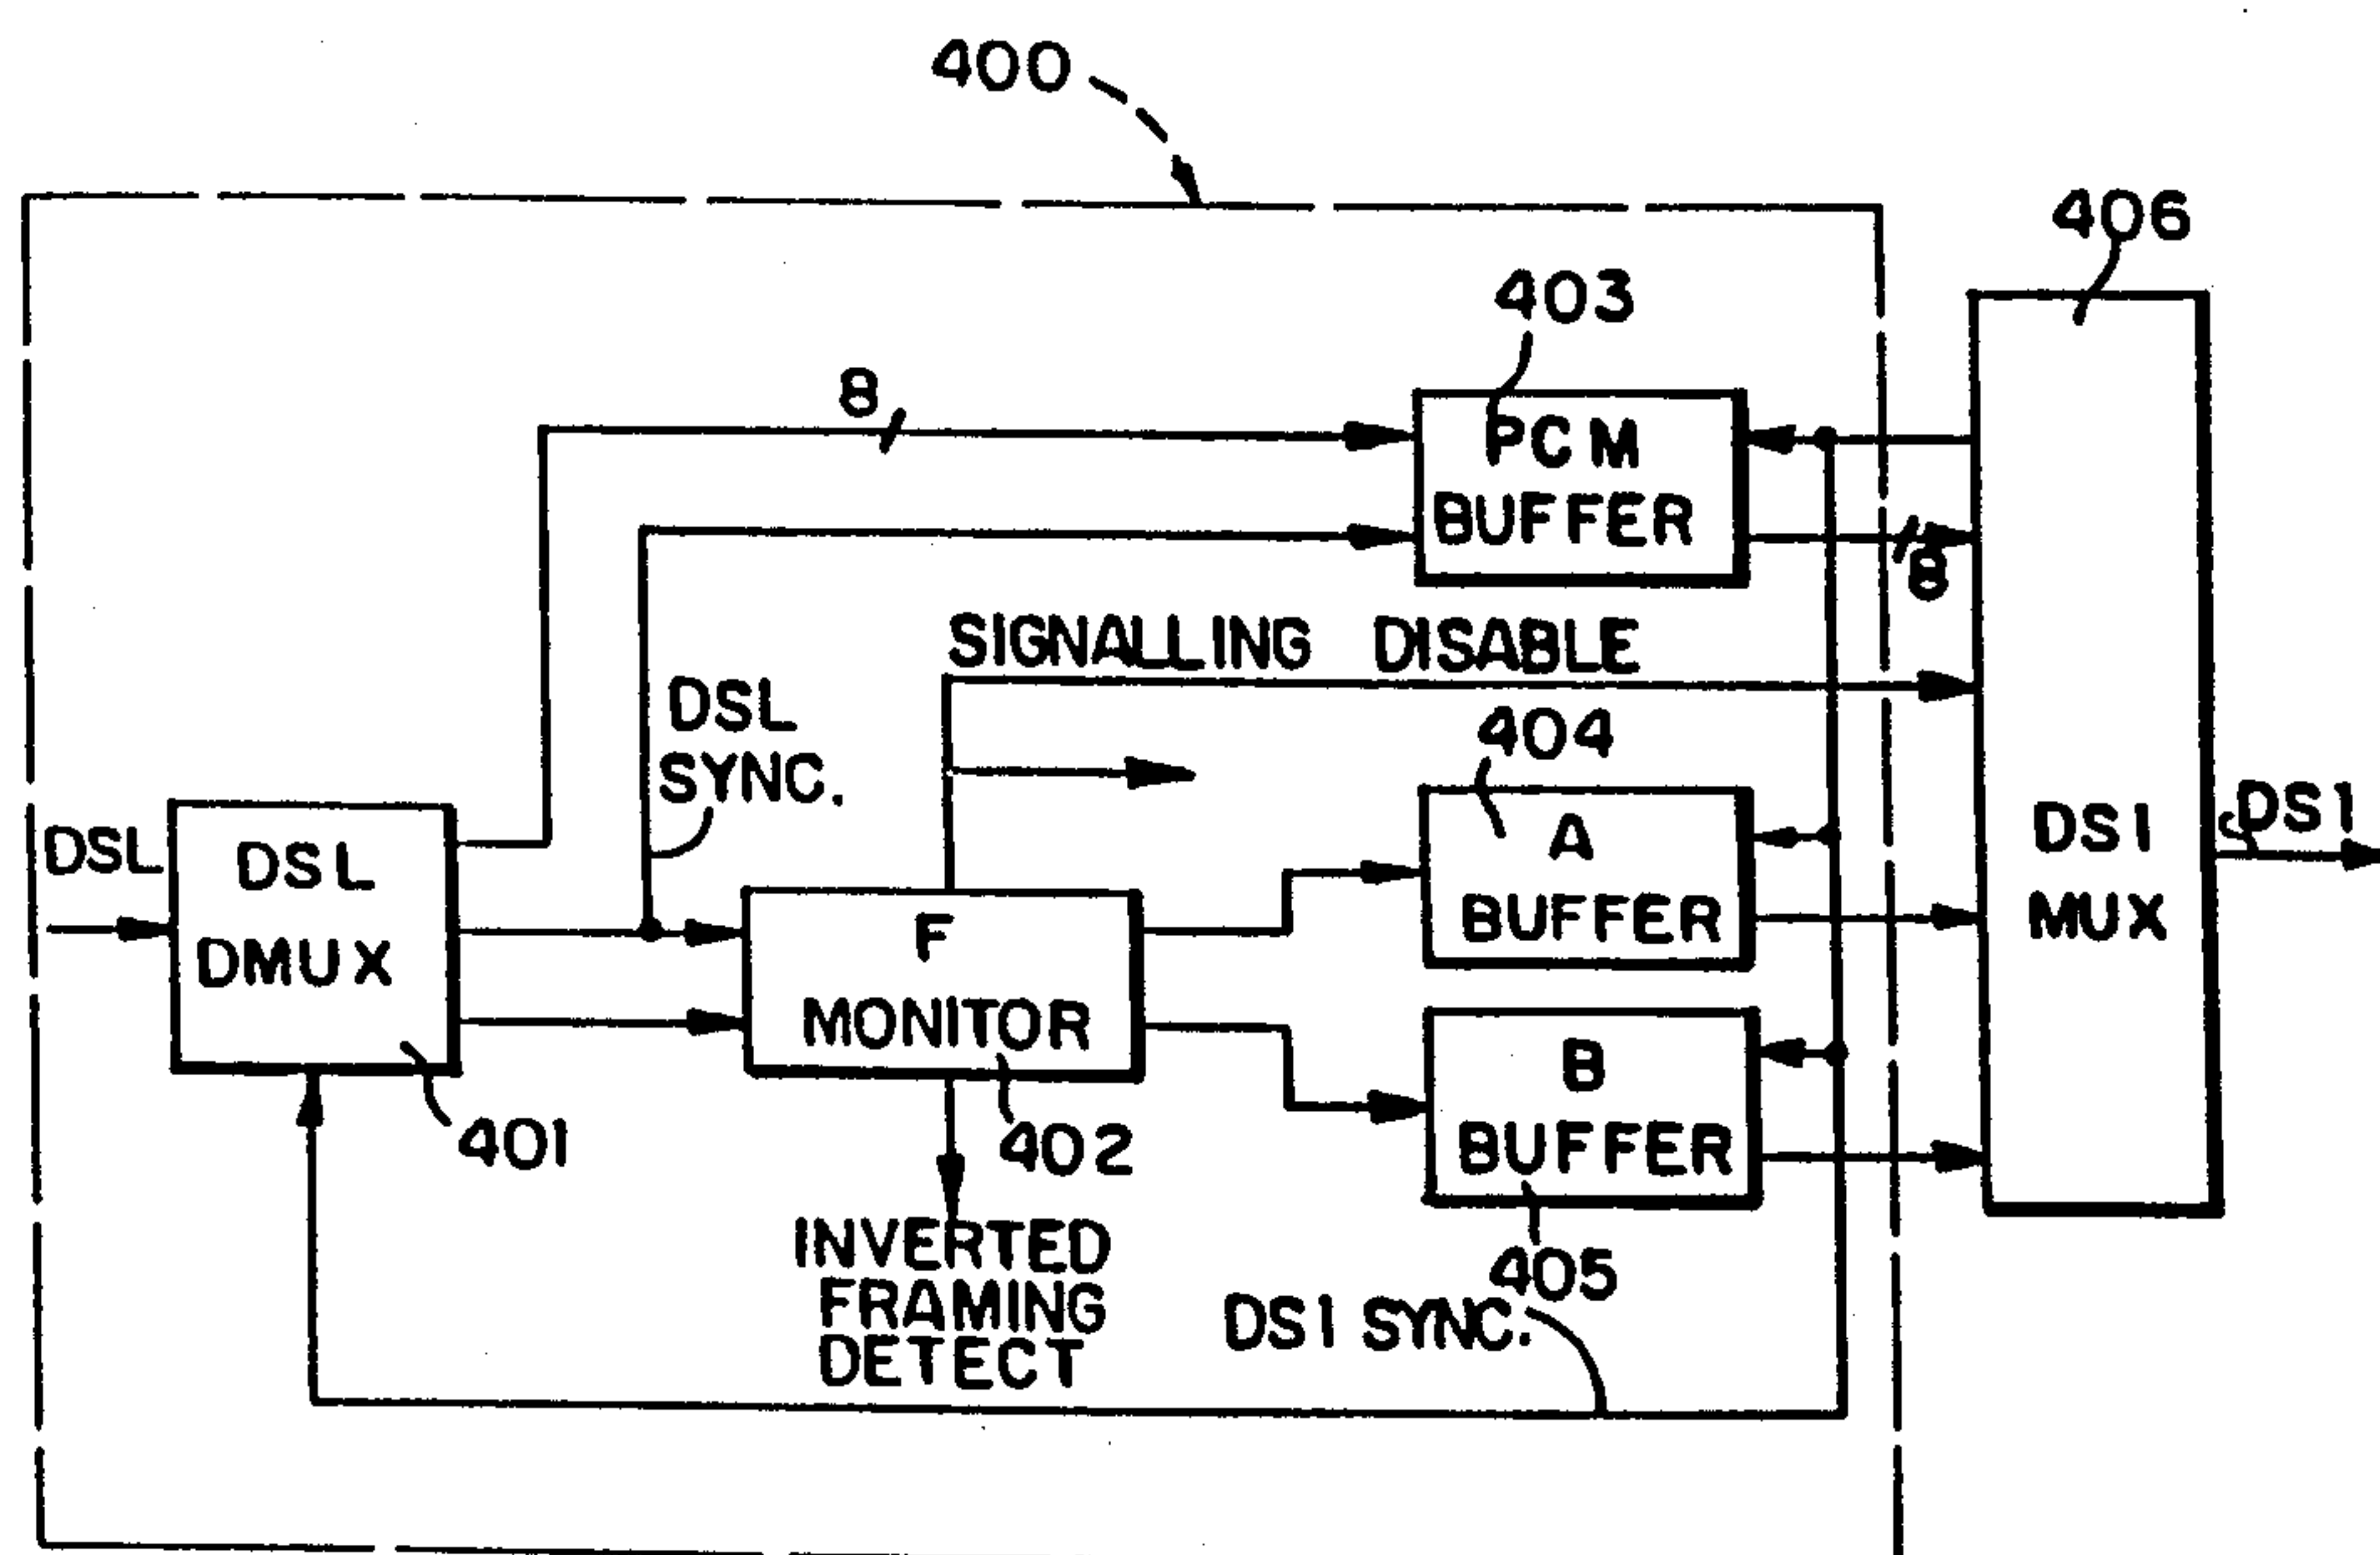 400
406
403
8
PCM
BUFFER
8
SIGNALLING DISABLE
DSL
SYNC.
404
DSL
DSL
DMUX
A
BUFFER
DS1
MUX
DS1
F
MONITOR
B
BUFFER
401
402
405
INVERTED
FRAMING
DETECT
DS1 SYNC.